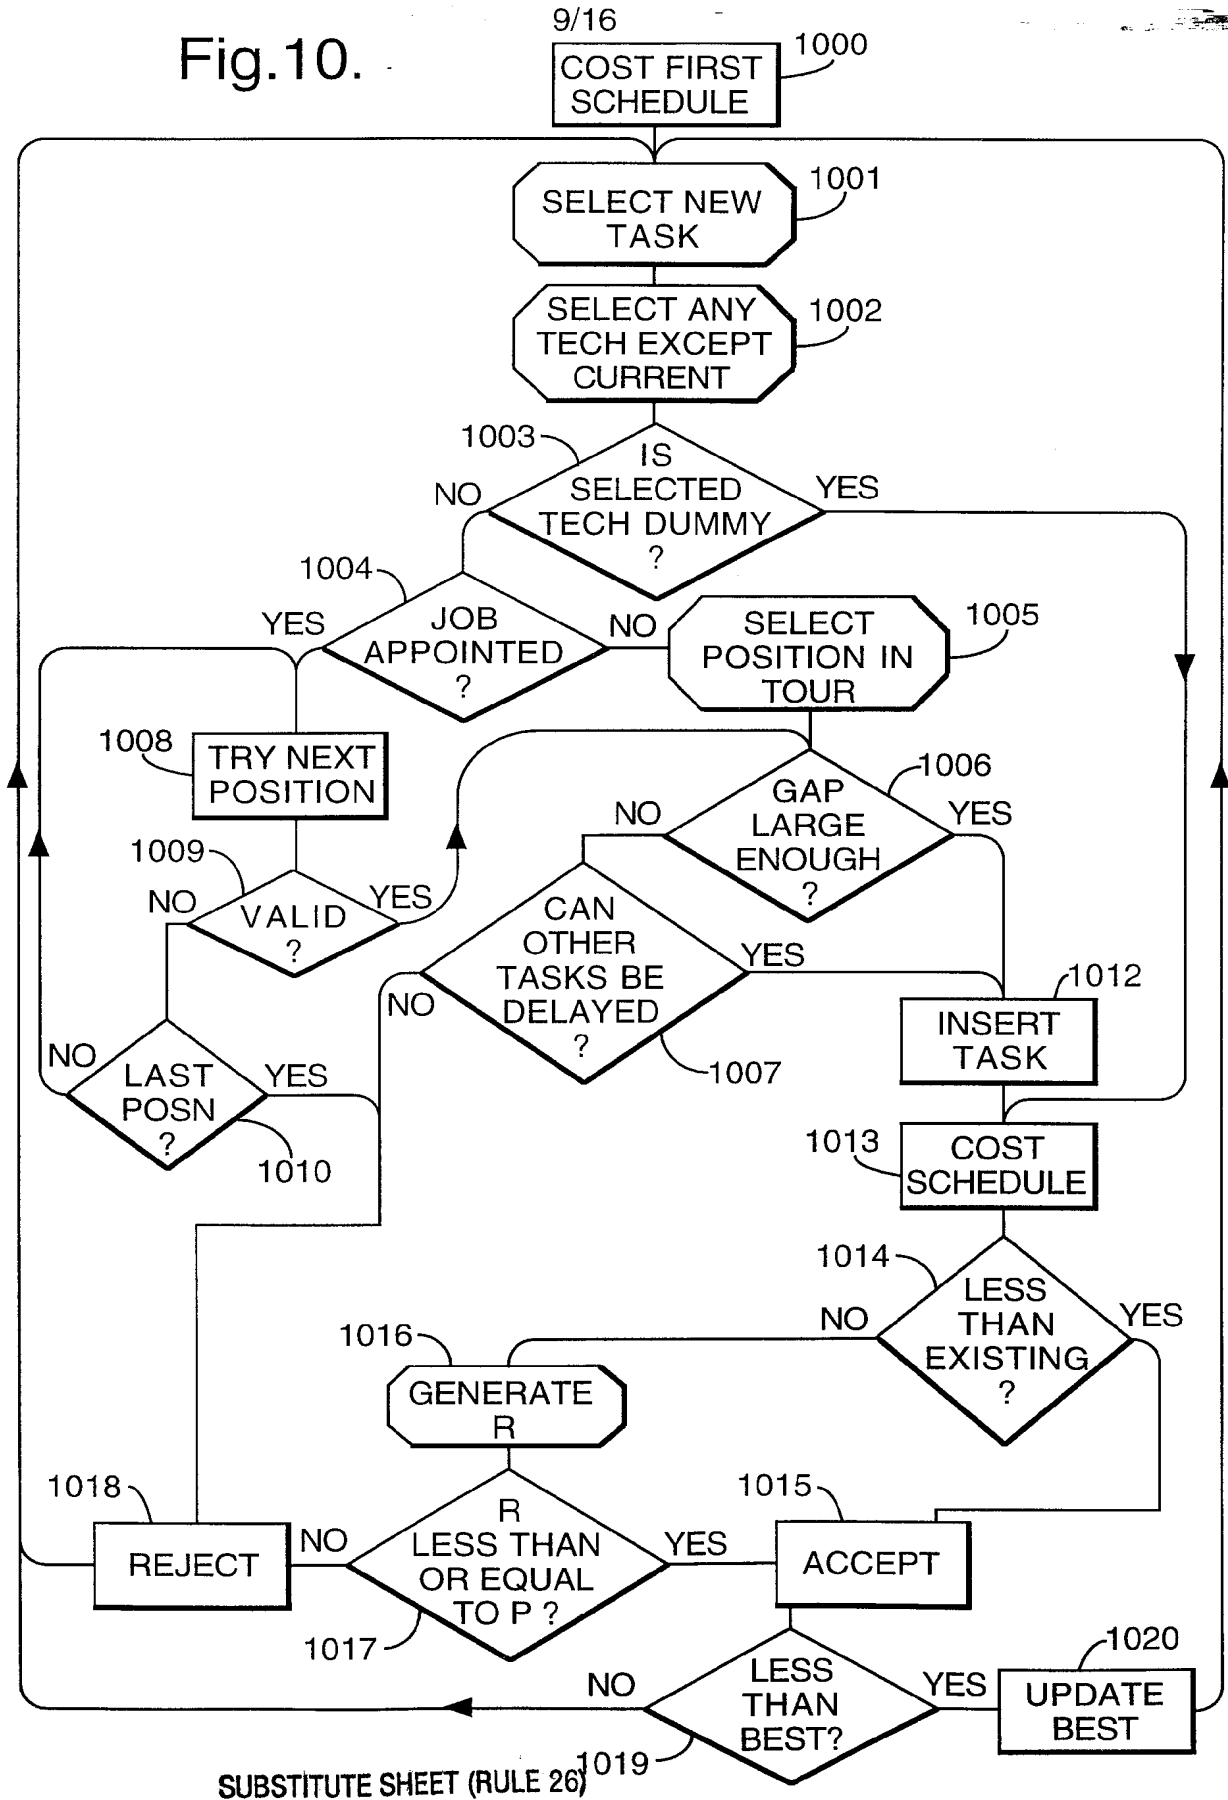 9/16
Fig.10.
1000
COST FIRST
SCHEDULE
1001
SELECT NEW
TASK
1002
SELECT ANY
TECH EXCEPT
CURRENT
1003
IS
SELECTED
TECH DUMMY
?
NO
YES
1004
JOB
APPOINTED
?
YES
NO
1005
SELECT
POSITION IN
TOUR
1008
TRY NEXT
POSITION
1006
GAP
LARGE
ENOUGH
?
NO
YES
1009
VALID
?
NO
YES
CAN
OTHER
TASKS BE
DELAYED
?
YES
NO
1007
1012
INSERT
TASK
NO
LAST
POSN
?
YES
1010
1013
COST
SCHEDULE
1014
LESS
THAN
EXISTING
?
NO
YES
1016
GENERATE
R
1018
REJECT
NO
R
LESS THAN
OR EQUAL
TO P ?
YES
1017
1015
ACCEPT
NO
LESS
THAN
BEST?
YES
1019
1020
UPDATE
BEST
SUBSTITUTE SHEET (RULE 26)